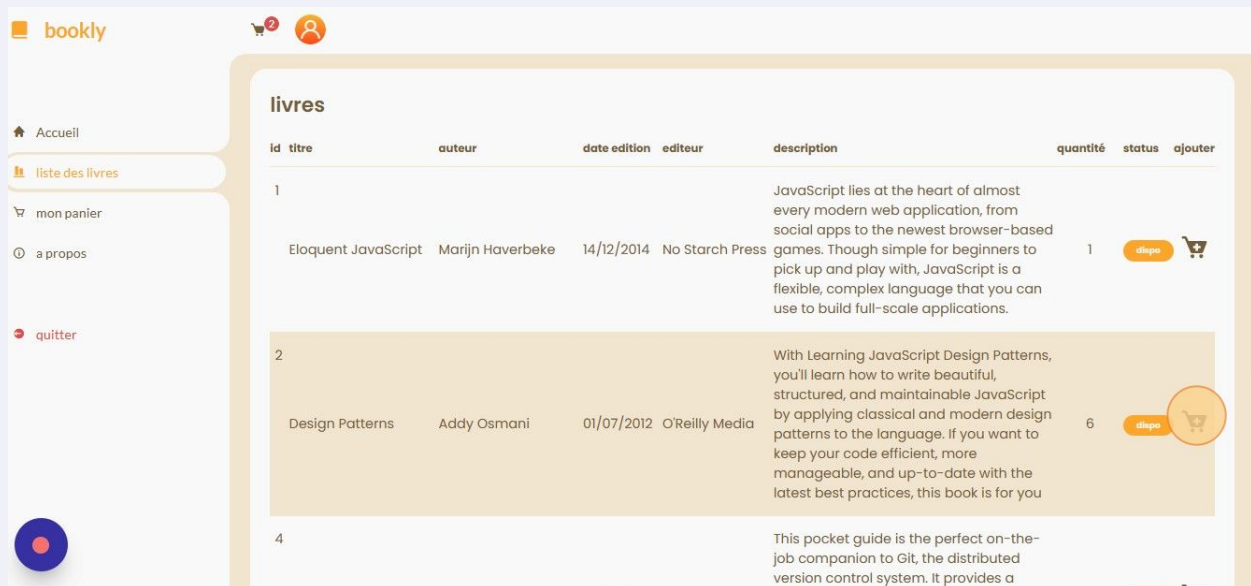 bookly
2
Accueil
liste des livres
mon panier
a propos
quitter
livres
id titre auteur date edition editeur description quantité status ajouter
1
JavaScript lies at the heart of almost
every modern web application, from
social apps to the newest browser-based
Eloquent JavaScript Marijn Haverbeke 14/12/2014 No Starch Press games. Though simple for beginners to 1 dispo
pick up and play with, JavaScript is a
flexible, complex language that you can
use to build full-scale applications.
2
With Learning JavaScript Design Patterns,
you'll learn how to write beautiful,
structured, and maintainable JavaScript
by applying classical and modern design
Design Patterns Addy Osmani 01/07/2012 O'Reilly Media patterns to the language. If you want to 6 dispo
keep your code efficient, more
manageable, and up-to-date with the
latest best practices, this book is for you
4
This pocket guide is the perfect on-the-
job companion to Git, the distributed
version control system. It provides a